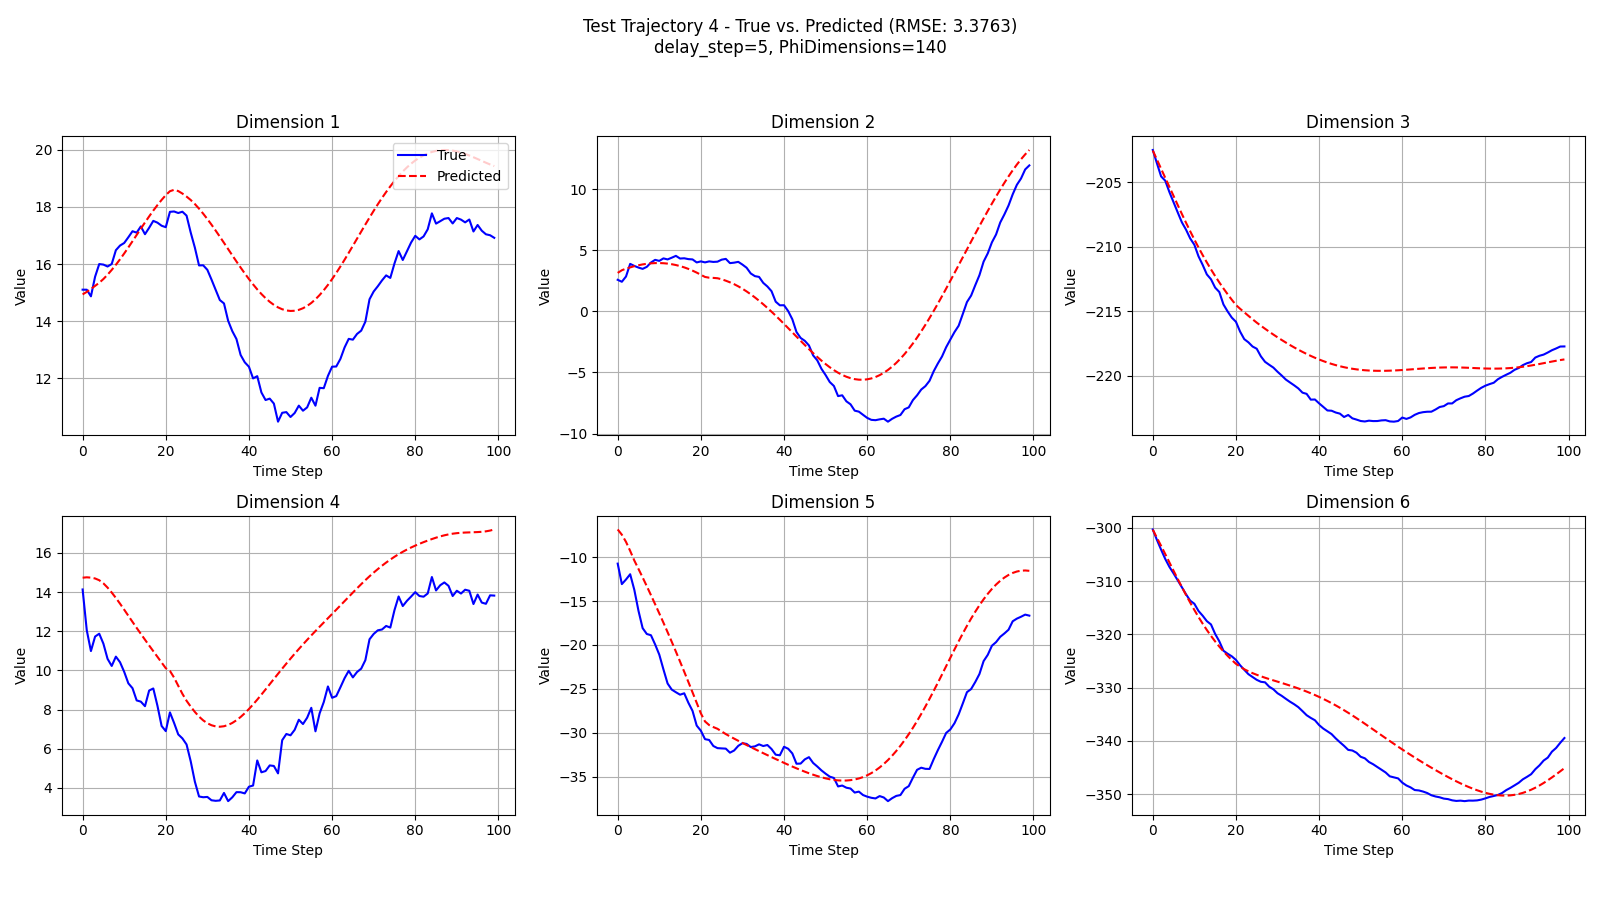 Test Trajectory 4 - True vs. Predicted (RMSE: 3.3763)
delay_step=5, PhiDimensions=140
Dimension 1
20
18
16
14
12
Value
0 20 40 60 80 100
Time Step
True
Predicted
Dimension 2
10
5
0
−5
−10
Value
0 20 40 60 80 100
Time Step
Dimension 3
−205
−210
−215
−220
Value
0 20 40 60 80 100
Time Step
Dimension 4
16
14
12
10
8
6
4
Value
0 20 40 60 80 100
Time Step
Dimension 5
−10
−15
−20
−25
−30
−35
Value
0 20 40 60 80 100
Time Step
Dimension 6
−300
−310
−320
−330
−340
−350
Value
0 20 40 60 80 100
Time Step